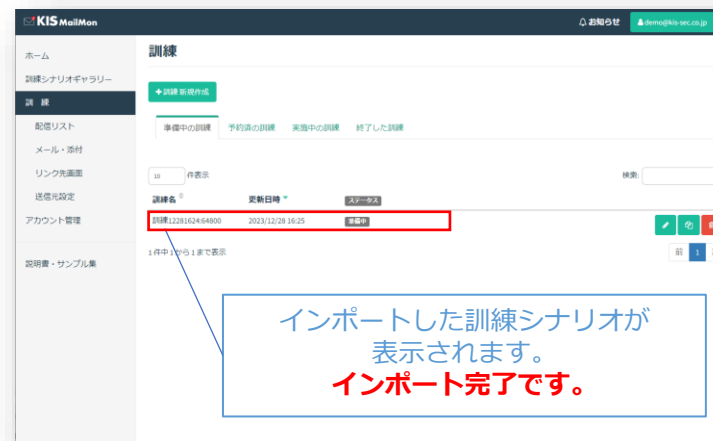 KIS MailMon
お知らせ
demo@kis-sec.co.jp
ホーム
訓練シナリオギャラリー
訓 練
配信リスト
メール・添付
リンク先画面
送信元設定
アカウント管理
説明書・サンプル集
訓練
+訓練 新規作成
準備中の訓練 予約済の訓練 実施中の訓練 終了した訓練
10 件表示
検索:
訓練名 更新日時 ステータス
訓練12281624:64800 2023/12/28 16:25 準備中
1 件中 1 から 1 まで表示
前 1
インポートした訓練シナリオが
表示されます。
インポート完了です。